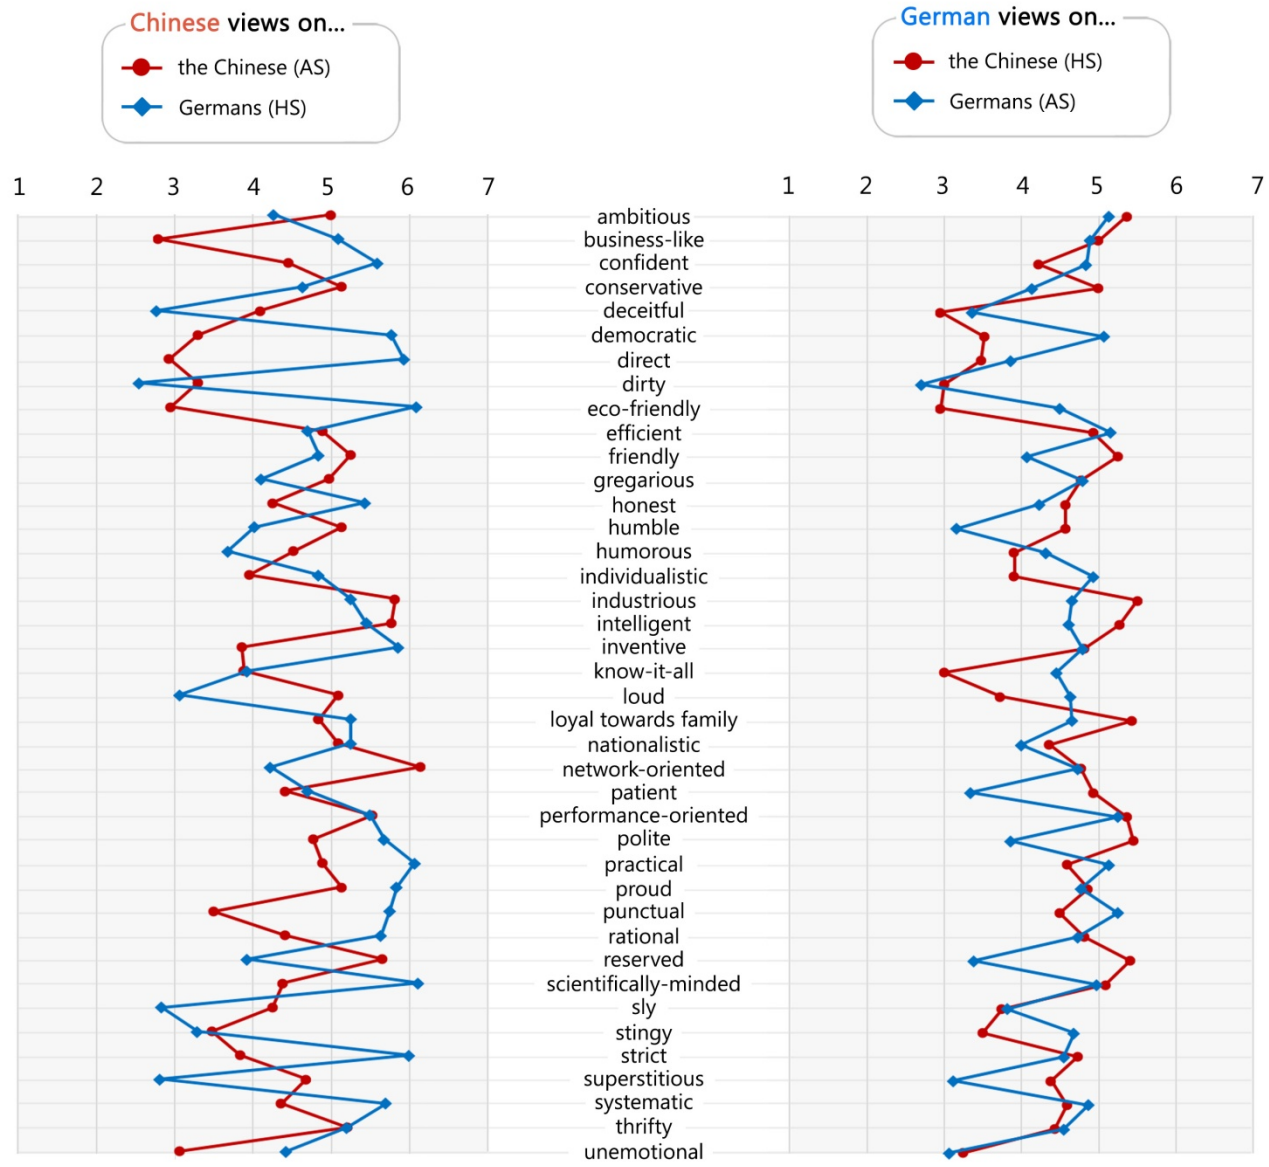 Chinese views on...
the Chinese (AS)
Germans (HS)
German views on...
the Chinese (HS)
Germans (AS)
1 2 3 4 5 6 7
1 2 3 4 5 6 7
ambitious
business-like
confident
conservative
deceitful
democratic
direct
dirty
eco-friendly
efficient
friendly
gregarious
honest
humble
humorous
individualistic
industrious
intelligent
inventive
know-it-all
loud
loyal towards family
nationalistic
network-oriented
patient
performance-oriented
polite
practical
proud
punctual
rational
reserved
scientifically-minded
sly
stingy
strict
superstitious
systematic
thrifty
unemotional